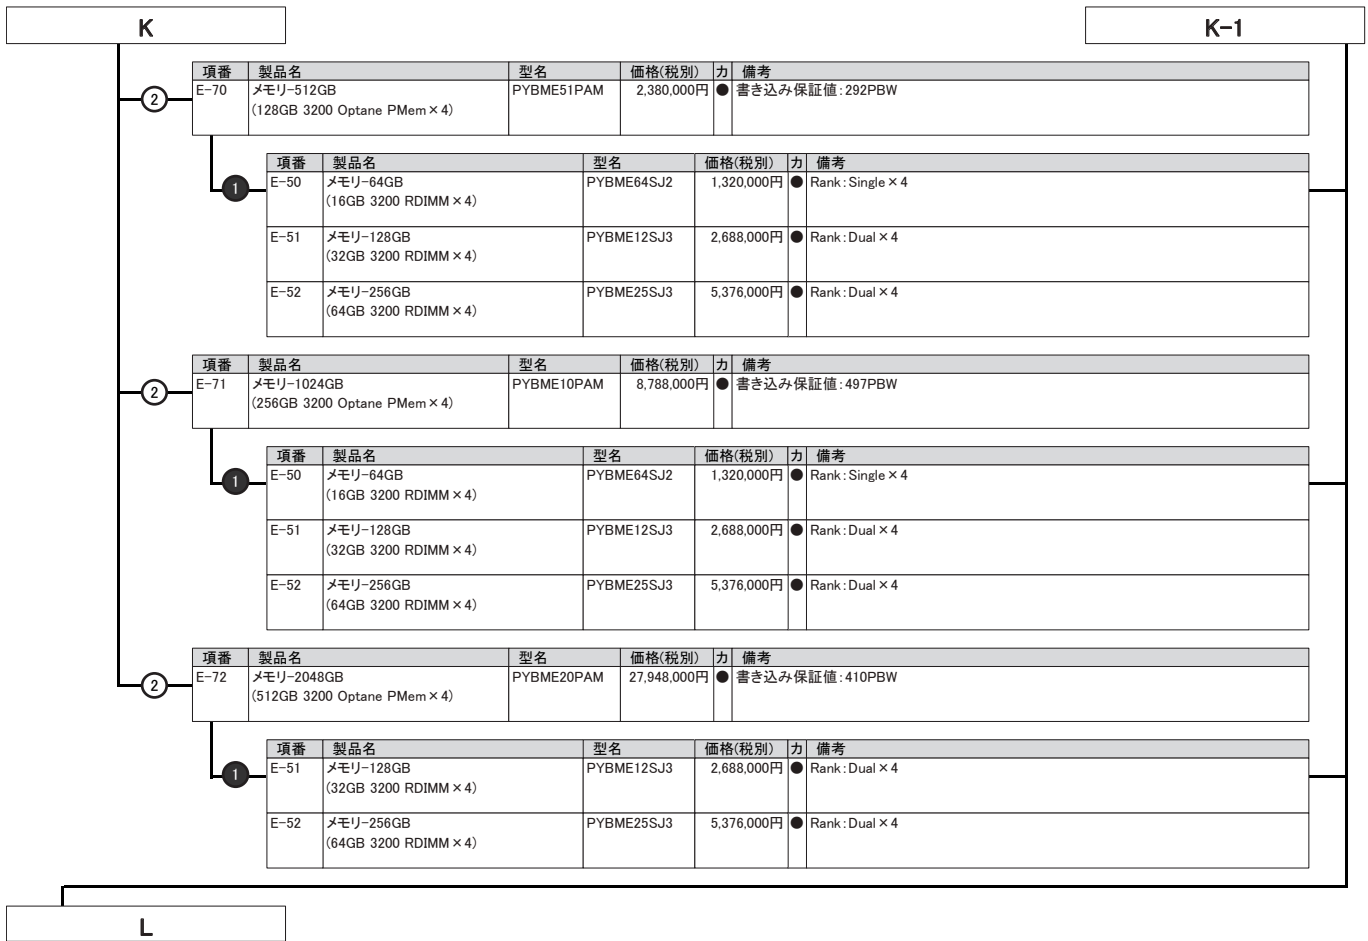 K
K-1
項番 製品名 型名 価格(税別) カ 備考
② E-70 メモリ-512GB PYBME51PAM 2,380,000円 ● 書き込み保証値:292PBW
(128GB 3200 Optane PMem×4)
項番 製品名 型名 価格(税別) カ 備考
❶ E-50 メモリ-64GB PYBME64SJ2 1,320,000円 ● Rank:Single×4
(16GB 3200 RDIMM×4)
E-51 メモリ-128GB PYBME12SJ3 2,688,000円 ● Rank:Dual×4
(32GB 3200 RDIMM×4)
E-52 メモリ-256GB PYBME25SJ3 5,376,000円 ● Rank:Dual×4
(64GB 3200 RDIMM×4)
項番 製品名 型名 価格(税別) カ 備考
② E-71 メモリ-1024GB PYBME10PAM 8,788,000円 ● 書き込み保証値:497PBW
(256GB 3200 Optane PMem×4)
項番 製品名 型名 価格(税別) カ 備考
❶ E-50 メモリ-64GB PYBME64SJ2 1,320,000円 ● Rank:Single×4
(16GB 3200 RDIMM×4)
E-51 メモリ-128GB PYBME12SJ3 2,688,000円 ● Rank:Dual×4
(32GB 3200 RDIMM×4)
E-52 メモリ-256GB PYBME25SJ3 5,376,000円 ● Rank:Dual×4
(64GB 3200 RDIMM×4)
項番 製品名 型名 価格(税別) カ 備考
② E-72 メモリ-2048GB PYBME20PAM 27,948,000円 ● 書き込み保証値:410PBW
(512GB 3200 Optane PMem×4)
項番 製品名 型名 価格(税別) カ 備考
❶ E-51 メモリ-128GB PYBME12SJ3 2,688,000円 ● Rank:Dual×4
(32GB 3200 RDIMM×4)
E-52 メモリ-256GB PYBME25SJ3 5,376,000円 ● Rank:Dual×4
(64GB 3200 RDIMM×4)
L